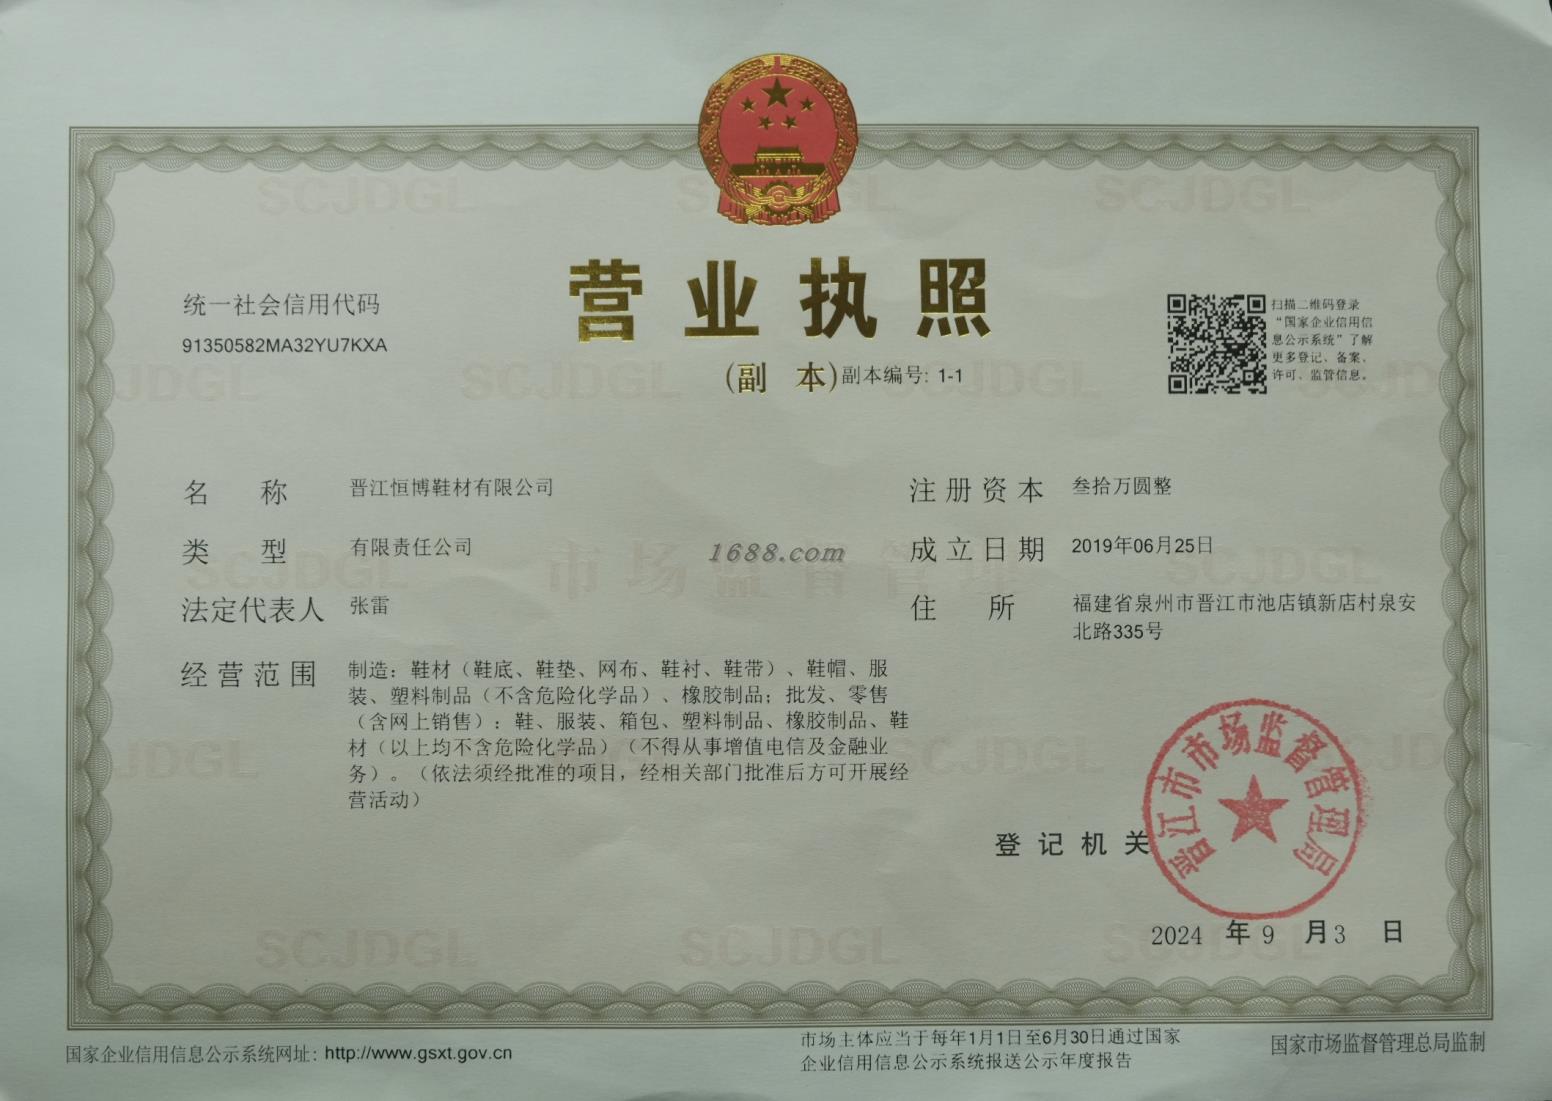 营业执照
(副 本)副本编号: 1-1
统一社会信用代码
91350582MA32YU7KXA
扫描二维码登录
“国家企业信用信
息公示系统”了解
更多登记、备案、
许可、监管信息。
名 称 晋江恒博鞋材有限公司
类 型 有限责任公司
法定代表人 张雷
经营范围 制造：鞋材（鞋底、鞋垫、网布、鞋衬、鞋带）、鞋帽、服
装、塑料制品（不含危险化学品）、橡胶制品；批发、零售
（含网上销售）：鞋、服装、箱包、塑料制品、橡胶制品、鞋
材（以上均不含危险化学品）（不得从事增值电信及金融业
务）。（依法须经批准的项目，经相关部门批准后方可开展经
营活动）
注册资本 叁拾万圆整
成立日期 2019年06月25日
住 所 福建省泉州市晋江市池店镇新店村泉安
北路335号
1688.com
市场监督管理
SCJDGL
登记机关
晋江市市场监督管理局
2024 年 9 月 3 日
国家企业信用信息公示系统网址：http://www.gsxt.gov.cn
市场主体应当于每年1月1日至6月30日通过国家
企业信用信息公示系统报送公示年度报告
国家市场监督管理总局监制